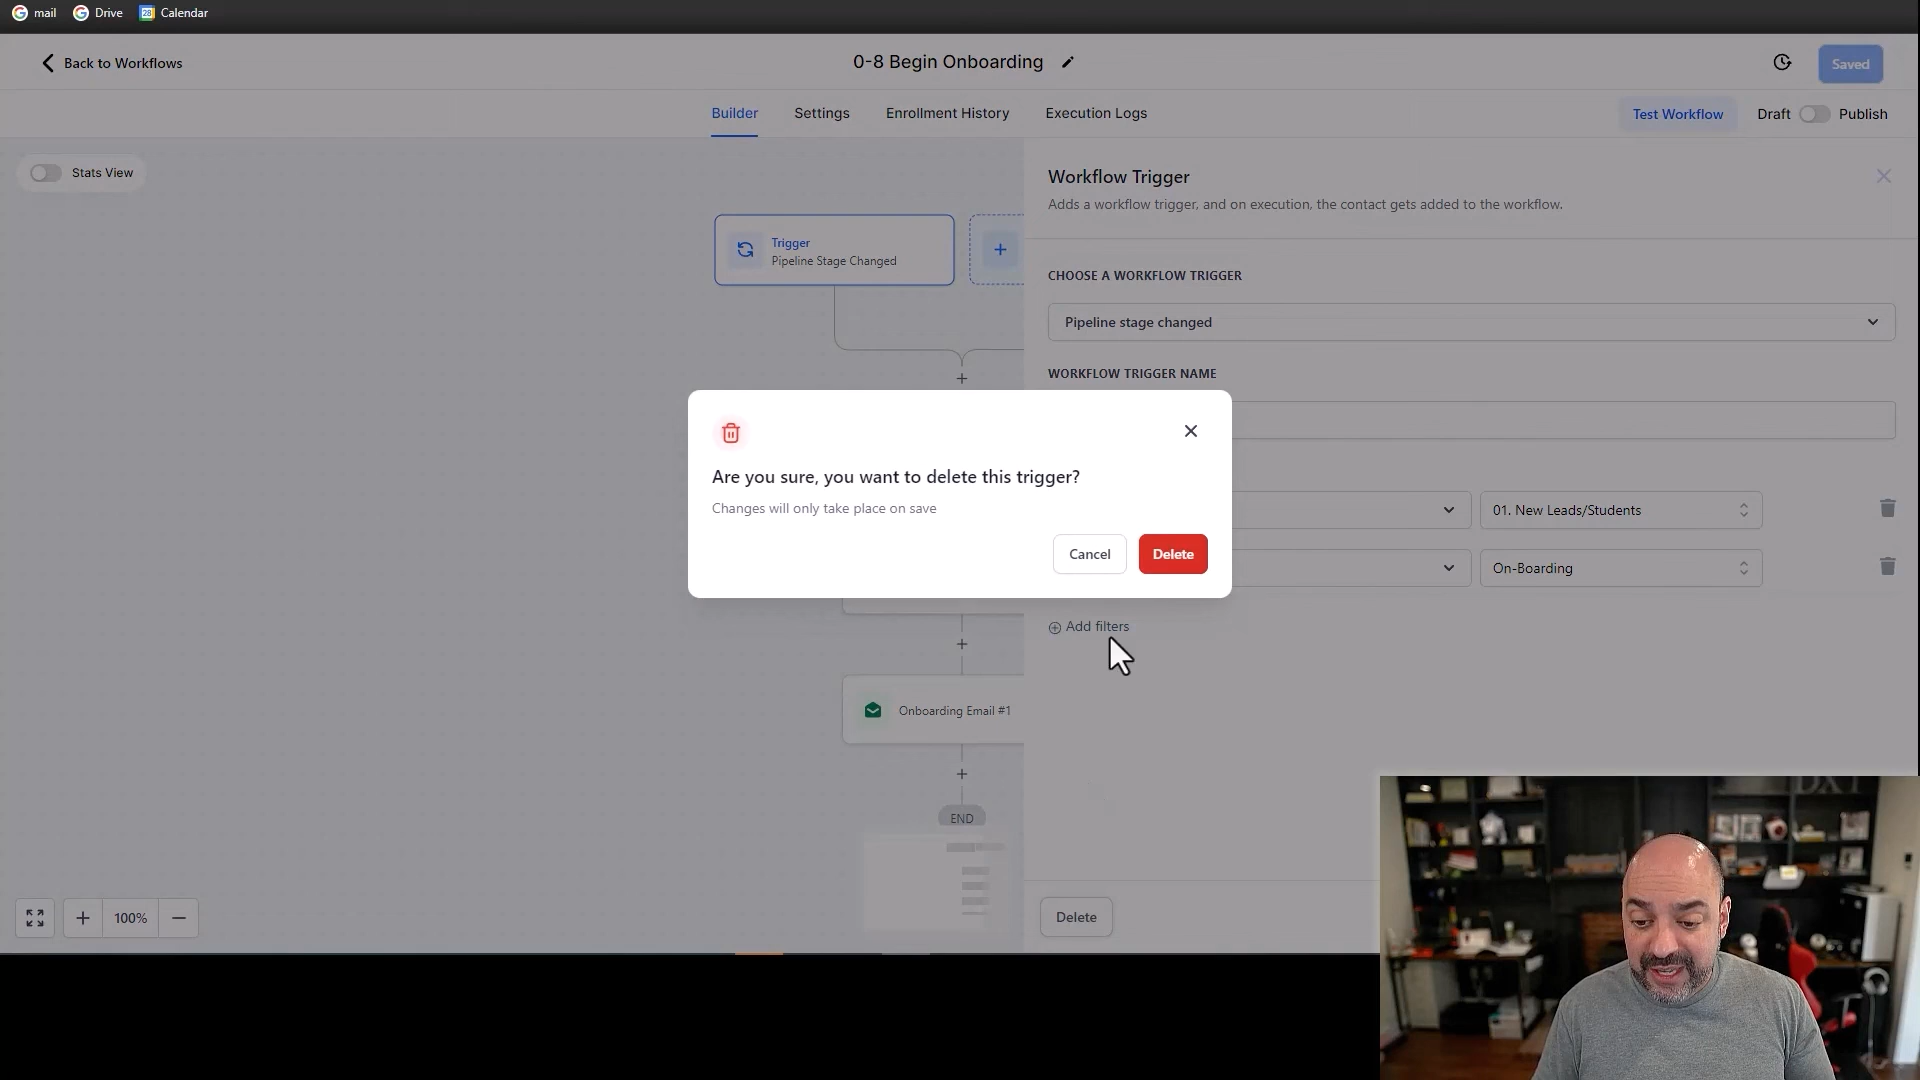 mail Drive Calendar
Back to Workflows
0-8 Begin Onboarding
Saved
Builder Settings Enrollment History Execution Logs
Test Workflow Draft Publish
Stats View
Trigger
Pipeline Stage Changed
Workflow Trigger
Adds a workflow trigger, and on execution, the contact gets added to the workflow.
CHOOSE A WORKFLOW TRIGGER
Pipeline stage changed
WORKFLOW TRIGGER NAME
Are you sure, you want to delete this trigger?
Changes will only take place on save
Cancel Delete
01. New Leads/Students
On-Boarding
Add filters
Onboarding Email #1
END
100%
Delete